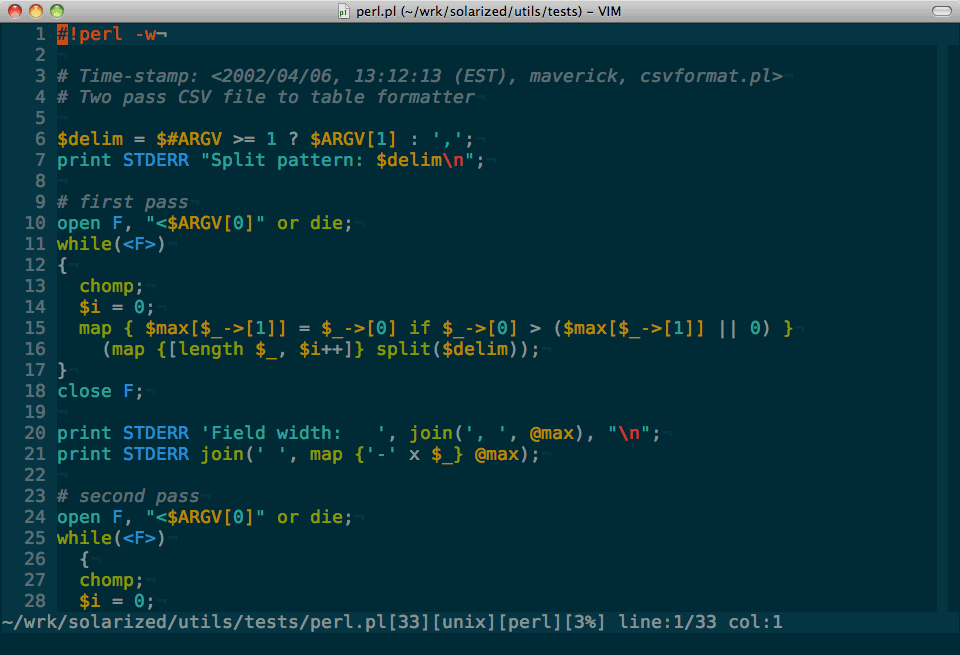 perl.pl (~/wrk/solarized/utils/tests) – VIM
1 #!perl -w¬
2 ¬
3 # Time-stamp: <2002/04/06, 13:12:13 (EST), maverick, csvformat.pl>¬
4 # Two pass CSV file to table formatter¬
5 ¬
6 $delim = $#ARGV >= 1 ? $ARGV[1] : ',';¬
7 print STDERR "Split pattern: $delim\n";¬
8 ¬
9 # first pass¬
10 open F, "<$ARGV[0]" or die;¬
11 while(<F>)¬
12 {¬
13   chomp;¬
14   $i = 0;¬
15   map { $max[$_->[1]] = $_->[0] if $_->[0] > ($max[$_->[1]] || 0) }¬
16     (map {[length $_, $i++]} split($delim));¬
17 }¬
18 close F;¬
19 ¬
20 print STDERR 'Field width:   ', join(', ', @max), "\n";¬
21 print STDERR join(' ', map {'-' x $_} @max);¬
22 ¬
23 # second pass¬
24 open F, "<$ARGV[0]" or die;¬
25 while(<F>)¬
26   {¬
27   chomp;¬
28   $i = 0;¬
~/wrk/solarized/utils/tests/perl.pl[33][unix][perl][3%] line:1/33 col:1